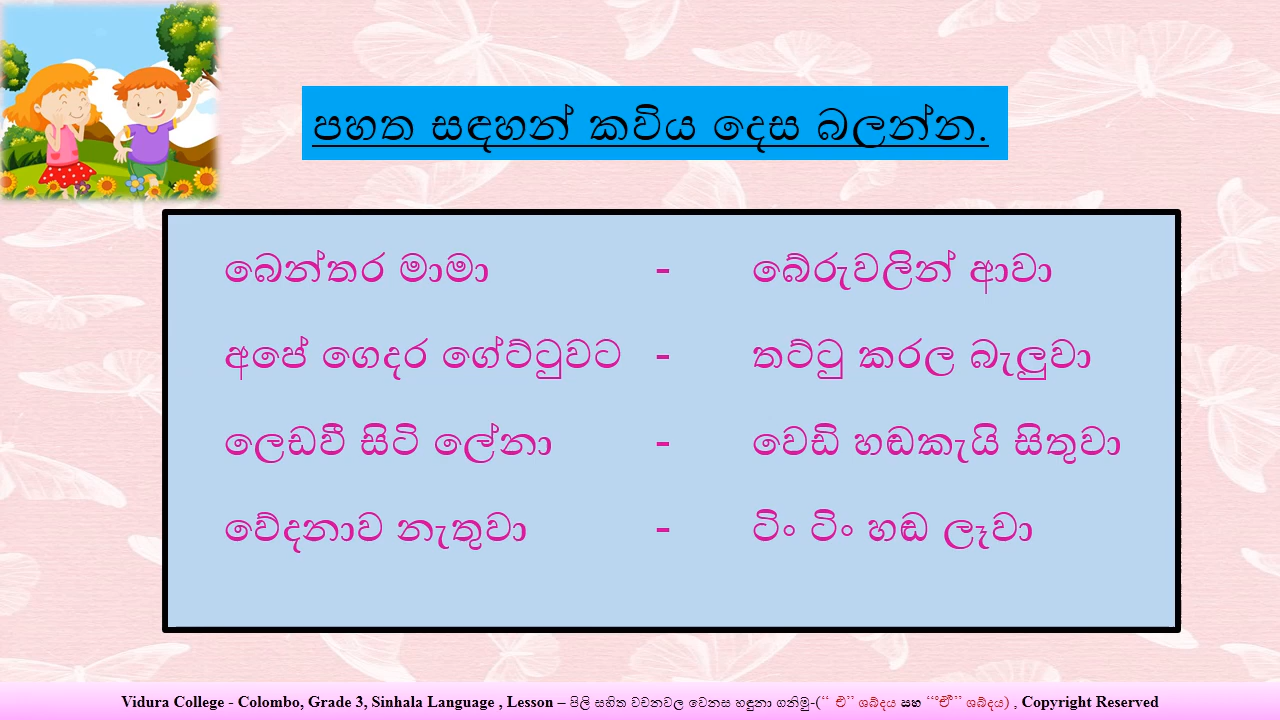 පහත සඳහන් කවිය දෙස බලන්න.
බෙන්තර මාමා - බේරුවලින් ආවා
අපේ ගෙදර ගේට්ටුවට - තට්ටු කරල බැලුවා
ලෙඩවී සිටි ලේනා - වෙඩි හඬකැයි සිතුවා
වේදනාව නැතුවා - ටිං ටිං හඬ ලෑවා
Vidura College - Colombo, Grade 3, Sinhala Language , Lesson – පිලි සහිත වචනවල වෙනස හඳුනා ගනිමු-(“ ඒ” ශබ්දය සහ “ඒ්” ශබ්දය) , Copyright Reserved